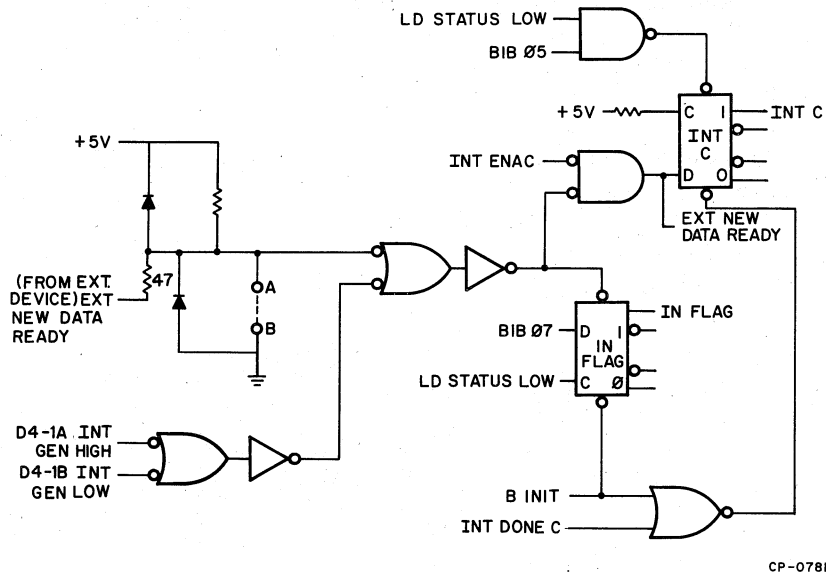 LD STATUS LOW
BIB Ø5
+5V
C I
INT C
INT
C
D O
INT ENAC
EXT NEW
DATA READY
+5V
47
(FROM EXT.
DEVICE)EXT
NEW DATA
READY
A
B
BIB Ø7
D I
IN FLAG
IN
FLAG
LD STATUS LOW
C Ø
D4-1A INT
GEN HIGH
D4-1B INT
GEN LOW
B INIT
INT DONE C